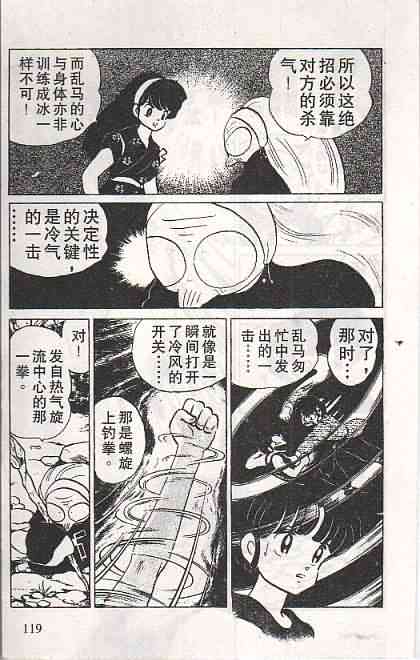 所以这绝
招必须靠
对方的杀
气！
而乱马的心
与身体亦非
训练成冰一
样不可！
决定性
的关键，
是冷气
的一击
……
对了，
那时…
乱马匆
忙中发
出的一
击……
就像是一
瞬间打开
了冷风的
开关……
那是螺旋
上钓拳。
对！
发自热气旋
流中心的那
一拳。
119